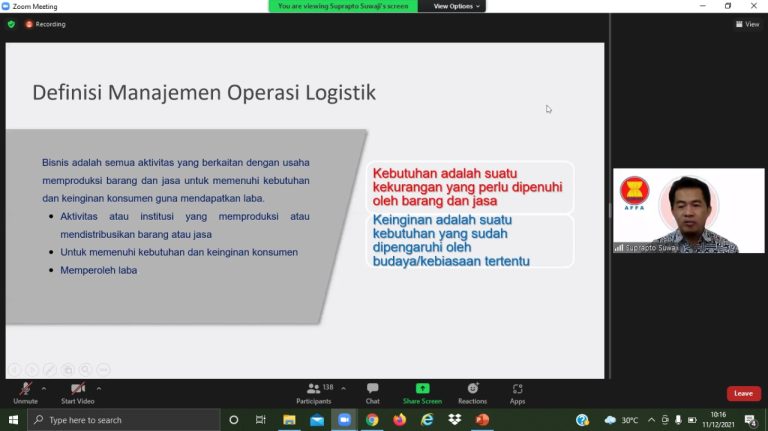 Zoom Meeting
You are viewing Suprapto Suwaji's screen
View Options
Recording
View
Definisi Manajemen Operasi Logistik
Bisnis adalah semua aktivitas yang berkaitan dengan usaha
memproduksi barang dan jasa untuk memenuhi kebutuhan
dan keinginan konsumen guna mendapatkan laba.
• Aktivitas atau institusi yang memproduksi atau
mendistribusikan barang atau jasa
• Untuk memenuhi kebutuhan dan keinginan konsumen
• Memperoleh laba
Kebutuhan adalah suatu
kekurangan yang perlu dipenuhi
oleh barang dan jasa
Keinginan adalah suatu
kebutuhan yang sudah
dipengaruhi oleh
budaya/kebiasaan tertentu
AFFA
Suprapto Suwaji
Unmute
Start Video
138
Participants
Chat
Share Screen
Reactions
Apps
Leave
Type here to search
30°C
10:16
11/12/2021